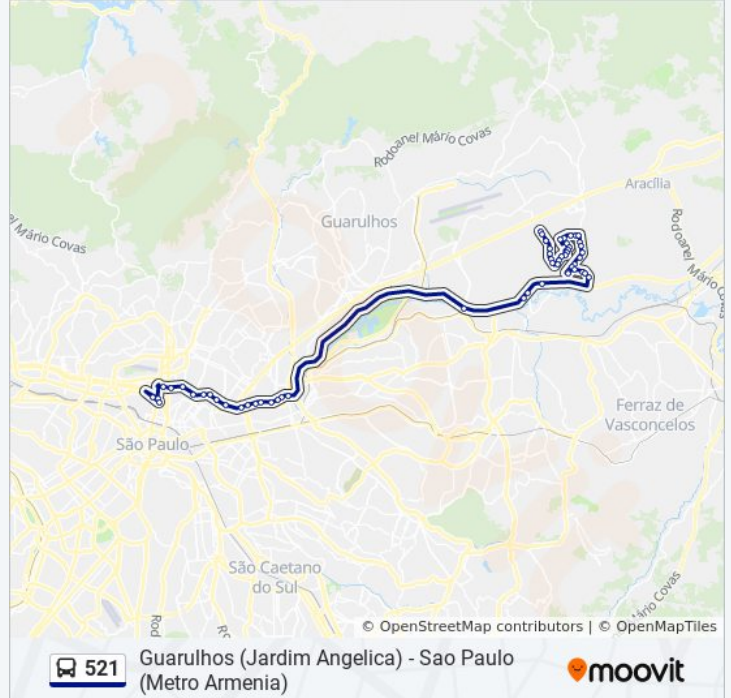 Rodoanel Mário Covas
Aracília
Guarulhos
Mário Covas
Rodoanel Mário Covas
Ferraz de
Vasconcelos
São Paulo
São Caetano
do Sul
Mário Covas
© OpenStreetMap contributors | © OpenMapTiles
521
Guarulhos (Jardim Angelica) - Sao Paulo
(Metro Armenia)
moovit